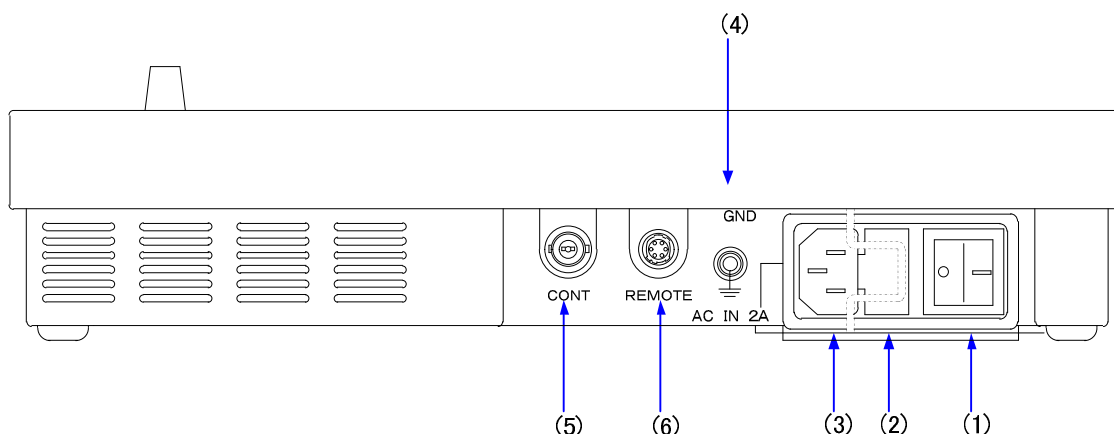 (4)
GND
CONT
REMOTE
AC IN 2A
(5)
(6)
(3)
(2)
(1)